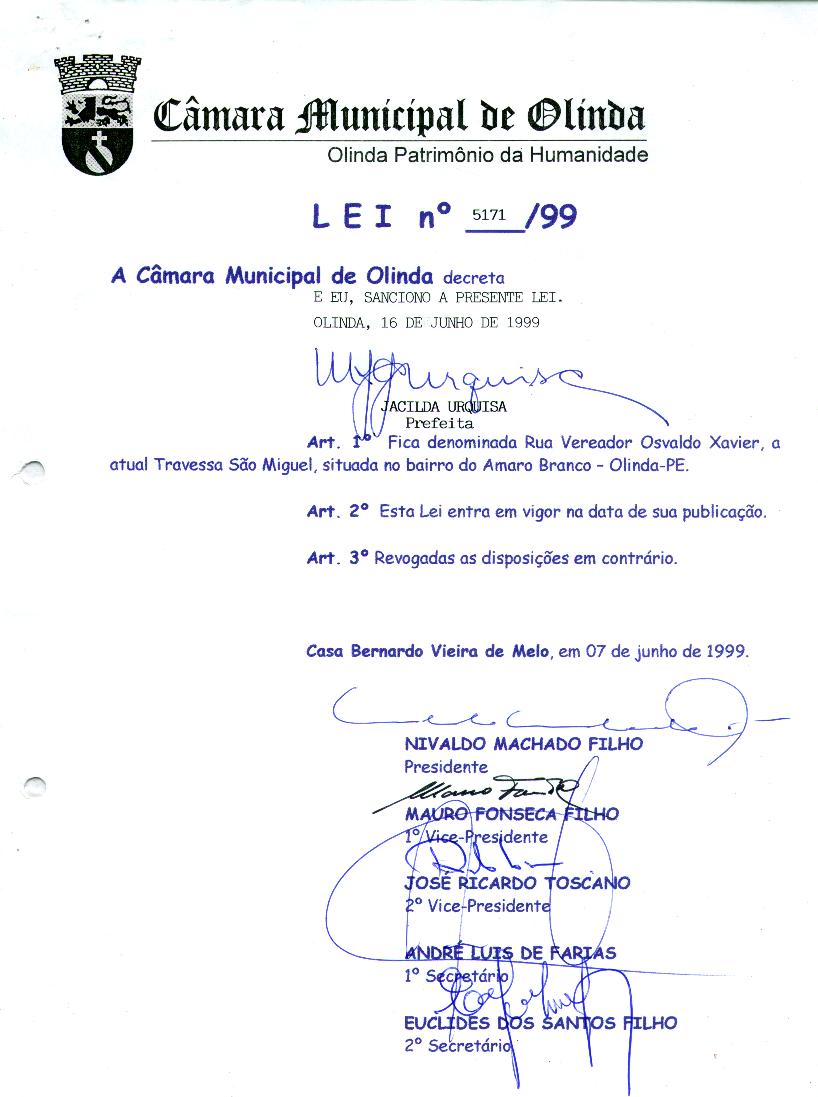 Câmara Municipal de Olinda
Olinda Patrimônio da Humanidade
LEI nº 5171/99
A Câmara Municipal de Olinda decreta
E EU, SANCIONO A PRESENTE LEI.
OLINDA, 16 DE JUNHO DE 1999
JACILDA URQUISA
Prefeita
Art. 1º Fica denominada Rua Vereador Osvaldo Xavier, a
atual Travessa São Miguel, situada no bairro do Amaro Branco – Olinda-PE.
Art. 2º Esta Lei entra em vigor na data de sua publicação.
Art. 3º Revogadas as disposições em contrário.
Casa Bernardo Vieira de Melo, em 07 de junho de 1999.
NIVALDO MACHADO FILHO
Presidente
MAURO FONSECA FILHO
1º Vice-Presidente
JOSÉ RICARDO TOSCANO
2º Vice-Presidente
ANDRÉ LUIS DE FARIAS
1º Secretário
EUCLIDES DOS SANTOS FILHO
2º Secretário